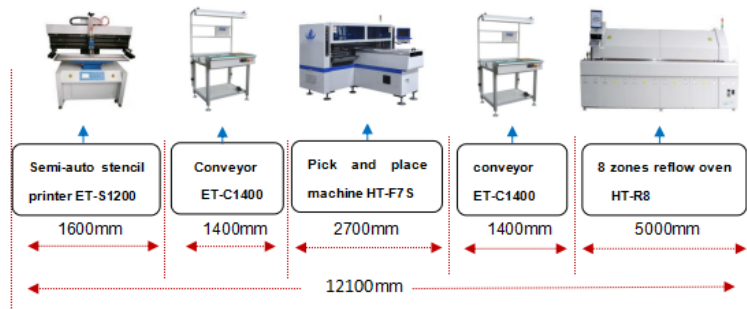 Semi-auto stencil
printer ET-S1200
Conveyor
ET-C1400
Pick and place
machine HT-F7S
conveyor
ET-C1400
8 zones reflow oven
HT-R8
1600mm
1400mm
2700mm
1400mm
5000mm
12100mm